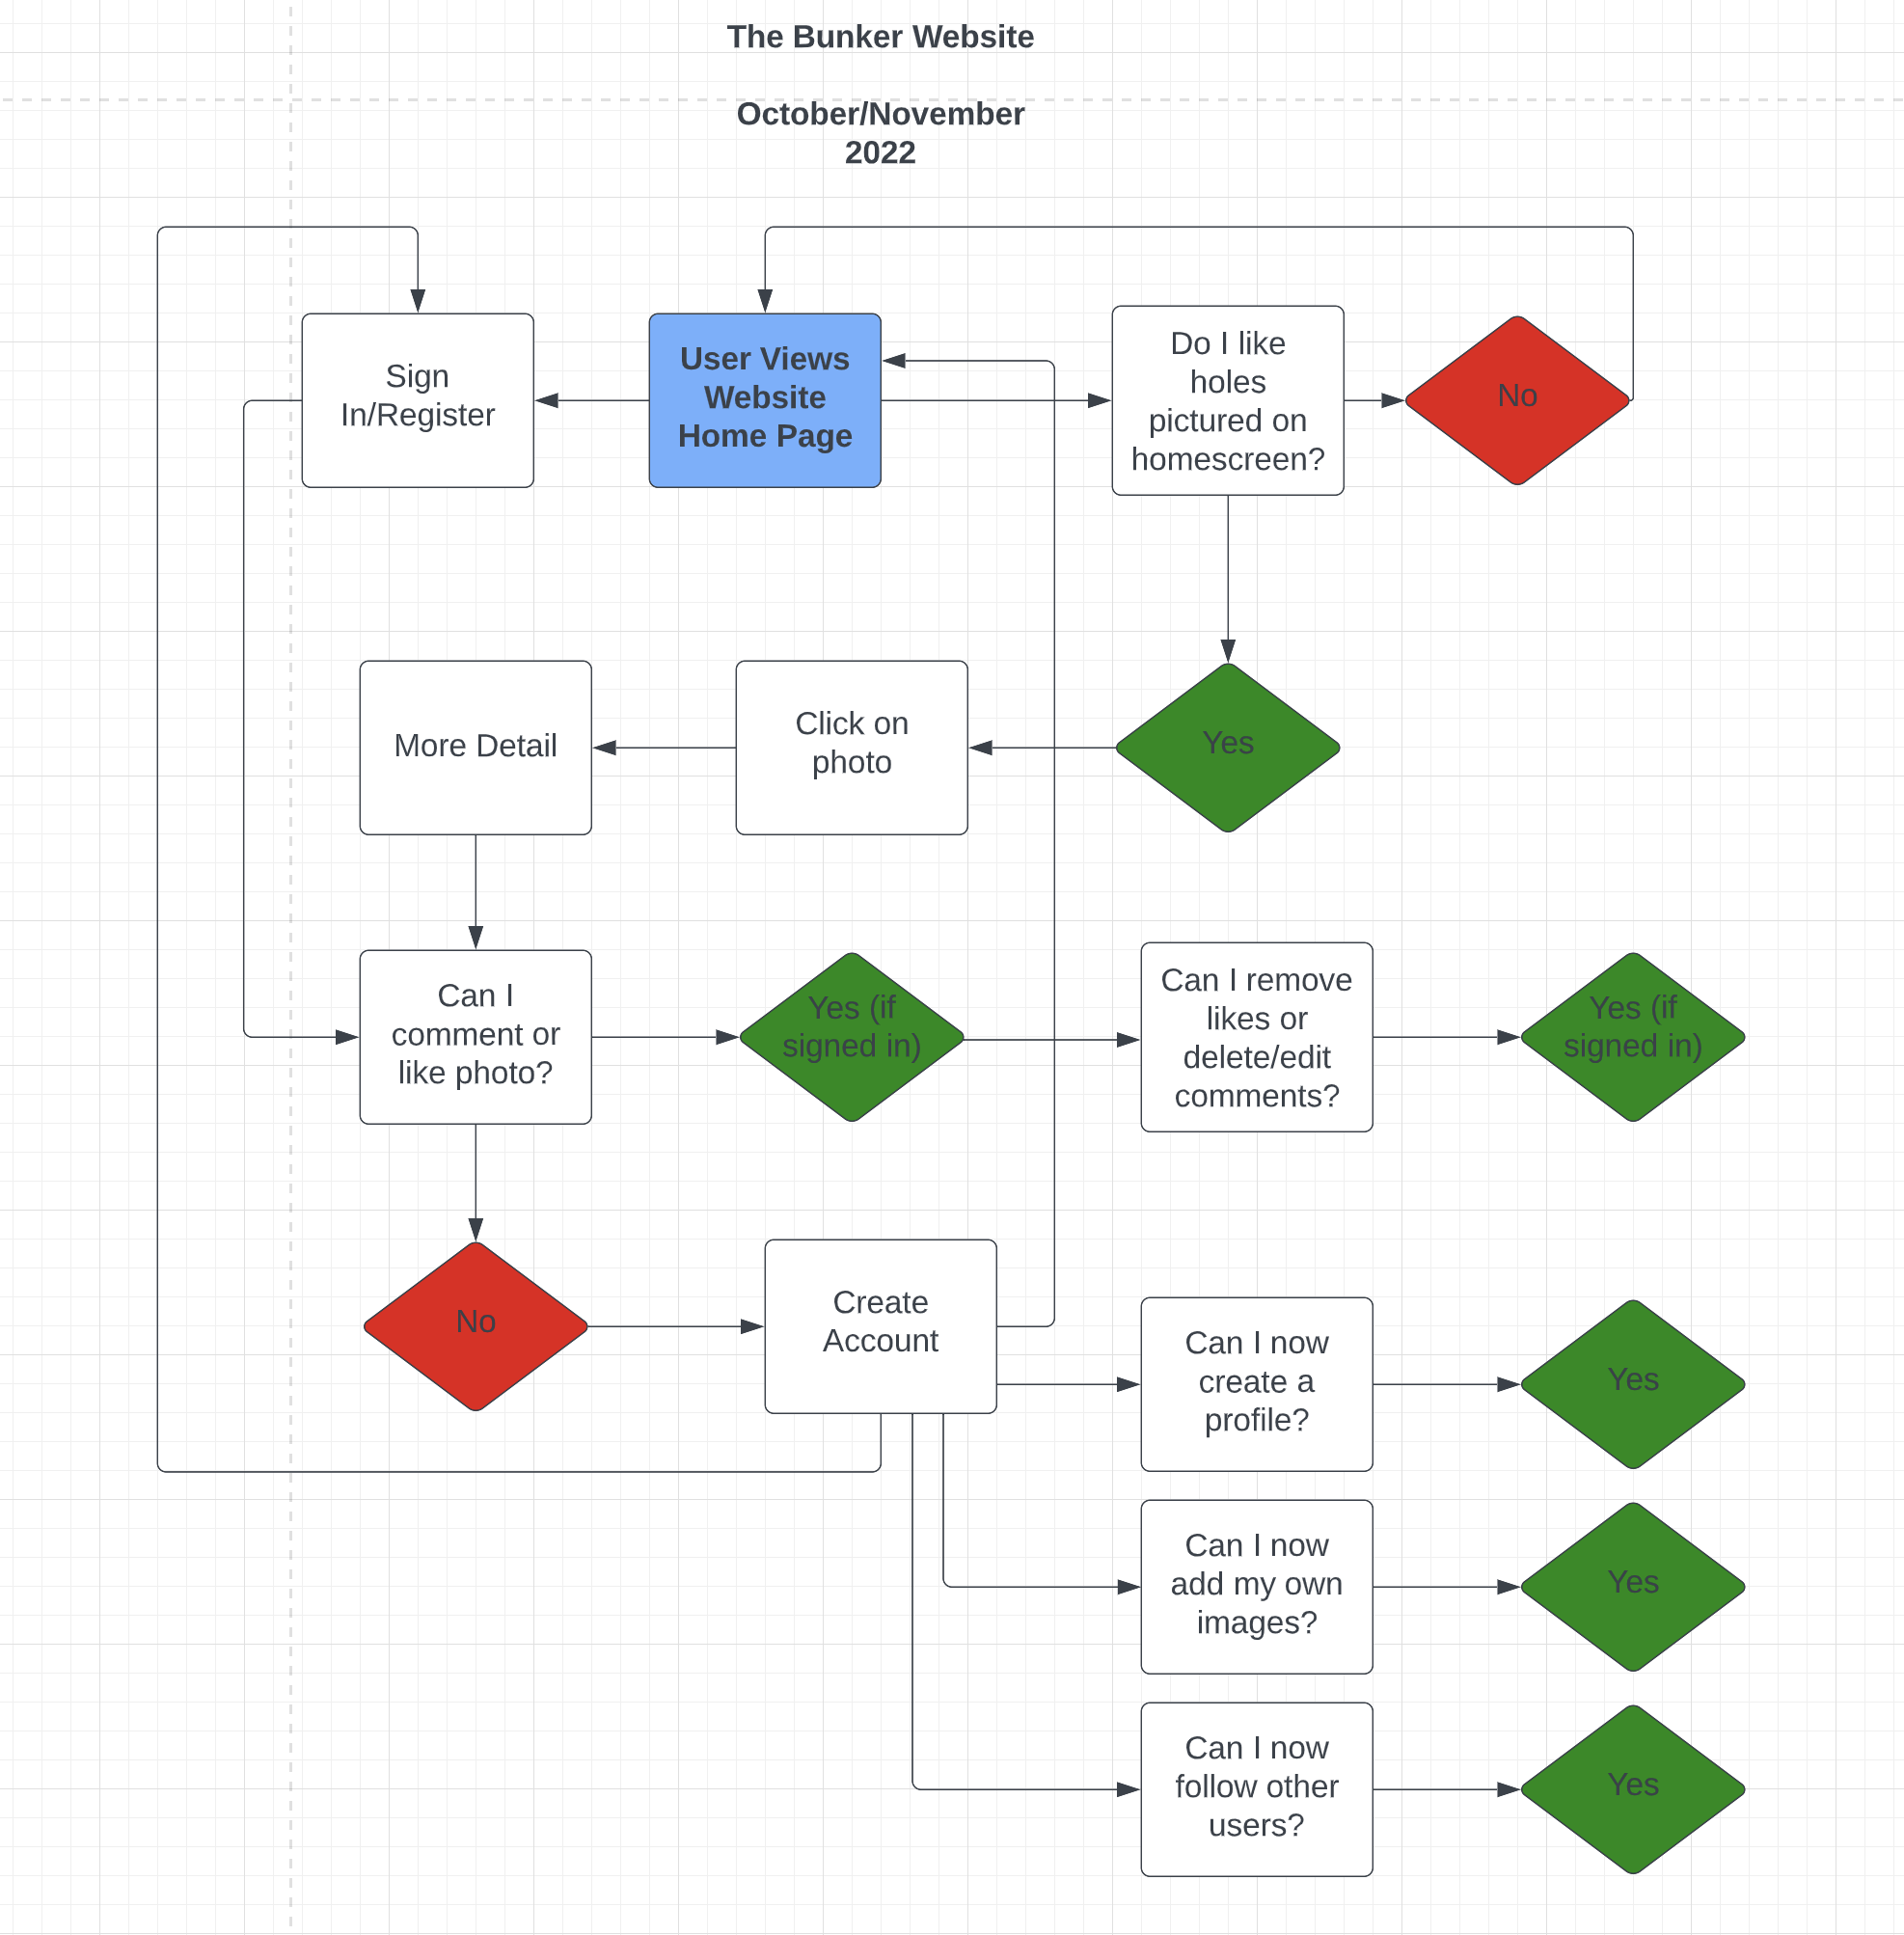 The Bunker Website
October/November
2022
Sign
In/Register
User Views
Website
Home Page
Do I like
holes
pictured on
homescreen?
No
More Detail
Click on
photo
Yes
Can I
comment or
like photo?
Yes (if
signed in)
Can I remove
likes or
delete/edit
comments?
Yes (if
signed in)
No
Create
Account
Can I now
create a
profile?
Yes
Can I now
add my own
images?
Yes
Can I now
follow other
users?
Yes